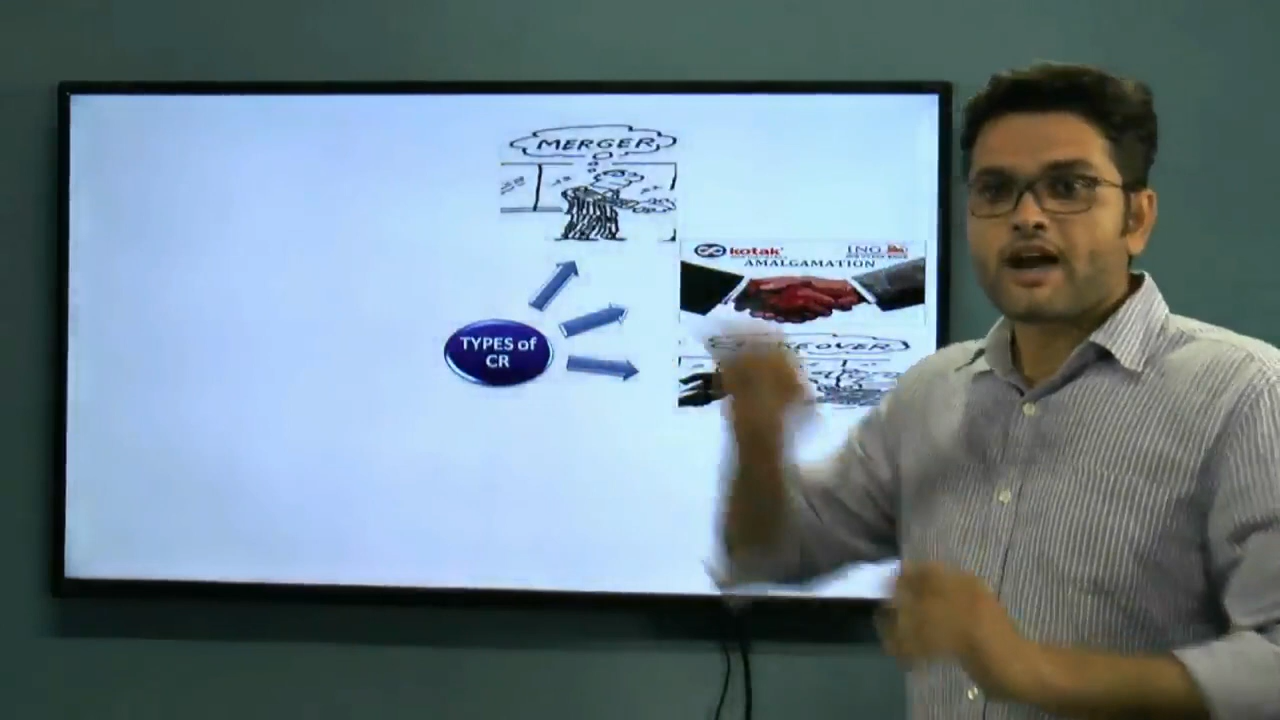 MERGER
kotak
ING
AMALGAMATION
TYPES of
CR